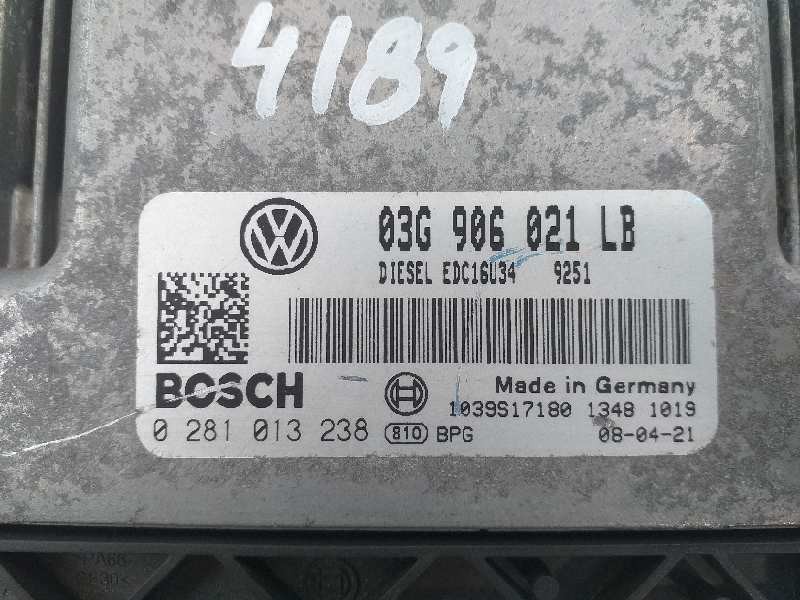 4189
03G 906 021 LB
DIESEL EDC16U34 9251
BOSCH
Made in Germany
1039S17180 1348 1019
0 281 013 238 810 BPG 08-04-21